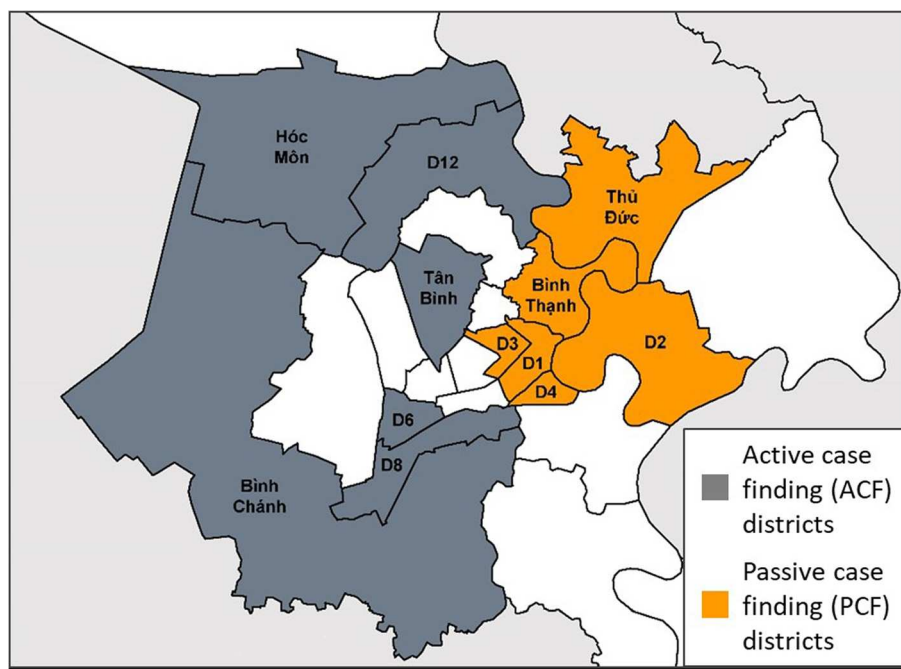 Hóc
Môn
D12
Thủ
Đức
Tân
Bình
Bình
Thạnh
D3
D1
D2
D4
D6
D8
Bình
Chánh
Active case
finding (ACF)
districts
Passive case
finding (PCF)
districts